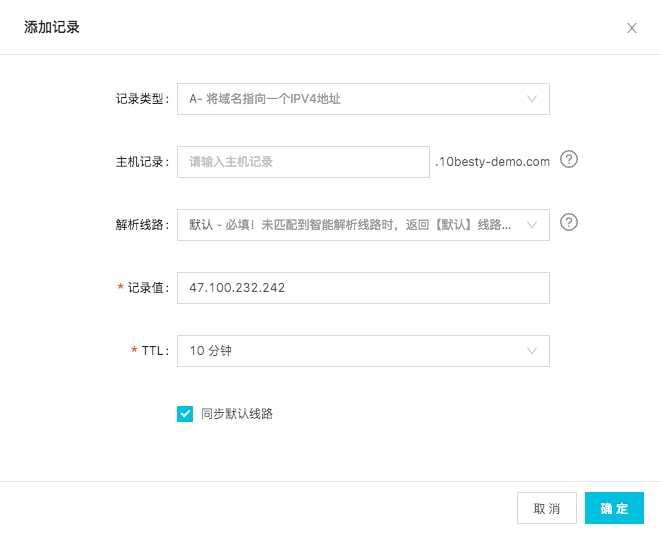 添加记录
记录类型: A- 将域名指向一个IPV4地址
主机记录: 请输入主机记录 .10besty-demo.com ?
解析线路: 默认 - 必填！未匹配到智能解析线路时，返回【默认】线路... ?
* 记录值: 47.100.232.242
* TTL: 10 分钟
同步默认线路
取 消 确 定